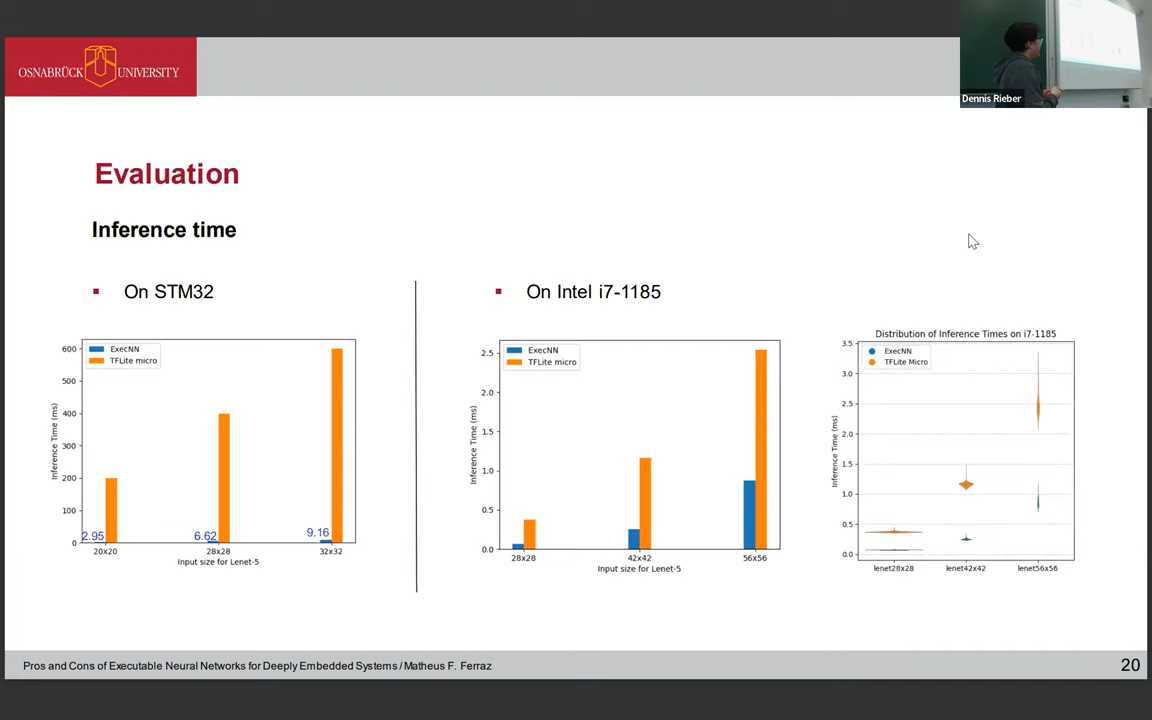 OSNABRÜCK UNIVERSITY
Dennis Rieber
Evaluation
Inference time
On STM32
On Intel i7-1185
ExecNN
TFLite micro
Inference Time (ms)
600
500
400
300
200
100
0
2.95
6.62
9.16
20x20
28x28
32x32
Input size for Lenet-5
ExecNN
TFLite micro
Inference Time (ms)
2.5
2.0
1.5
1.0
0.5
0.0
28x28
42x42
56x56
Input size for Lenet-5
Distribution of Inference Times on i7-1185
ExecNN
TFLite Micro
Inference Time (ms)
3.5
3.0
2.5
2.0
1.5
1.0
0.5
0.0
lenet28x28
lenet42x42
lenet56x56
Pros and Cons of Executable Neural Networks for Deeply Embedded Systems / Matheus F. Ferraz
20